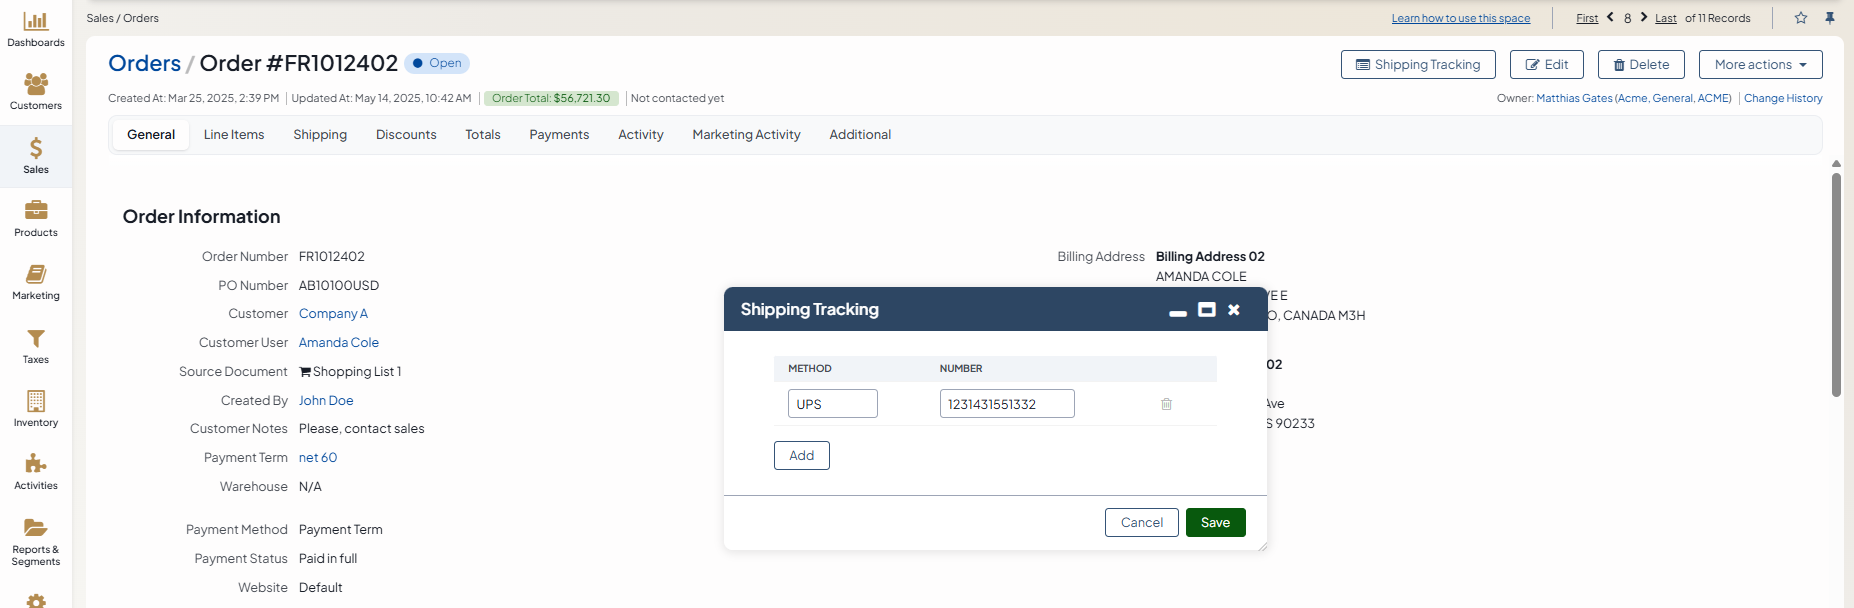 Dashboards
Customers
Sales
Products
Marketing
Taxes
Inventory
Activities
Reports &
Segments
Sales / Orders
Learn how to use this space
First 8 Last of 11 Records
Orders / Order #FR1012402 Open
Shipping Tracking Edit Delete More actions
Created At: Mar 25, 2025, 2:39 PM Updated At: May 14, 2025, 10:42 AM Order Total: $56,721.30 Not contacted yet
Owner: Matthias Gates (Acme, General, ACME) Change History
General Line Items Shipping Discounts Totals Payments Activity Marketing Activity Additional
Order Information
Order Number FR1012402
PO Number AB10100USD
Customer Company A
Customer User Amanda Cole
Source Document Shopping List 1
Created By John Doe
Customer Notes Please, contact sales
Payment Term net 60
Warehouse N/A
Payment Method Payment Term
Payment Status Paid in full
Website Default
Billing Address Billing Address 02
AMANDA COLE
E
O, CANADA M3H
02
Ave
S 90233
Shipping Tracking
METHOD NUMBER
UPS 1231431551332
Add
Cancel Save